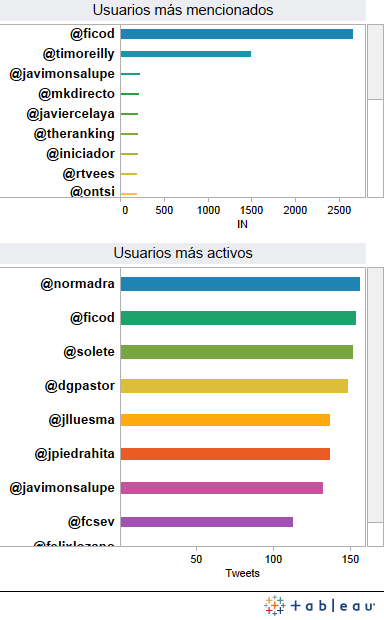 Usuarios más mencionados
@ficod
@timoreilly
@javimonsalupe
@mkdirecto
@javiercelaya
@theranking
@iniciador
@rtvees
@ontsi
0 500 1000 1500 2000 2500
IN
Usuarios más activos
@normadra
@ficod
@solete
@dgpastor
@jlluesma
@jpiedrahita
@javimonsalupe
@fcsev
@felixlozano
50 100 150
Tweets
+ a b l e a u